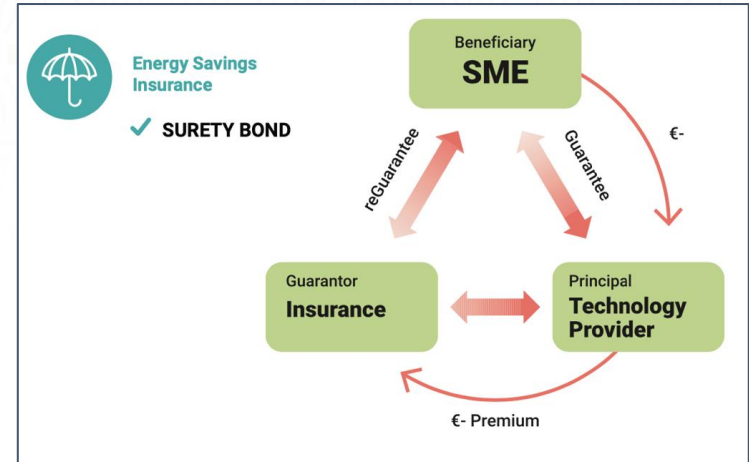 Energy Savings
Insurance
SURETY BOND
Beneficiary
SME
€-
reGuarantee
Guarantee
Guarantor
Insurance
Principal
Technology
Provider
€- Premium